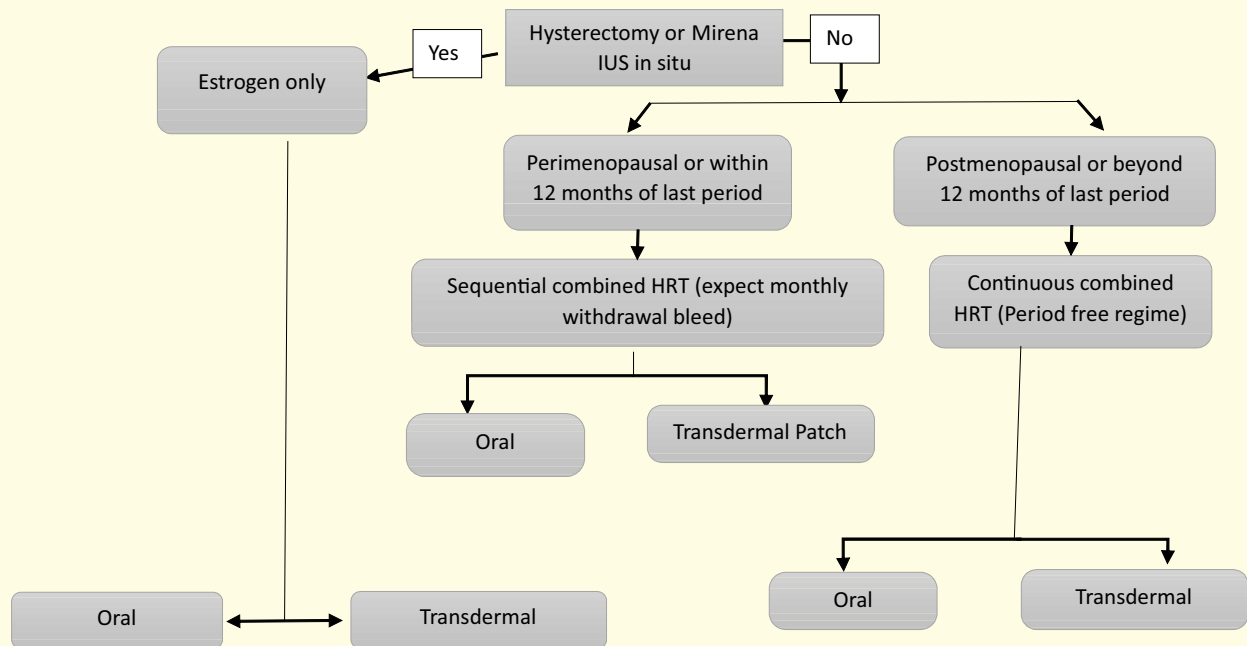 Hysterectomy or Mirena
IUS in situ
Yes
No
Estrogen only
Perimenopausal or within
12 months of last period
Postmenopausal or beyond
12 months of last period
Sequential combined HRT (expect monthly
withdrawal bleed)
Continuous combined
HRT (Period free regime)
Oral
Transdermal Patch
Oral
Transdermal
Oral
Transdermal